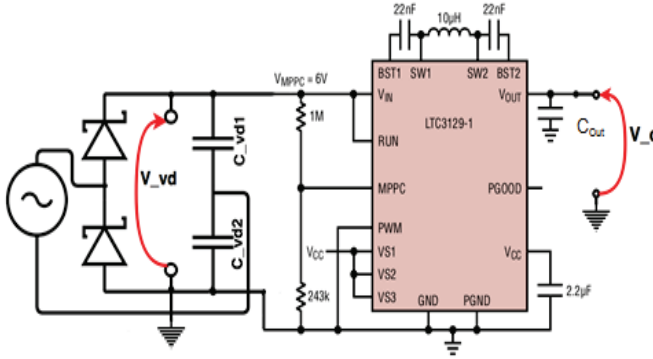 22nF
10µH
22nF
BST1 SW1 SW2 BST2
V_MPPC = 6V
V_IN
V_OUT
1M
LTC3129-1
C_Out
C_vd1
V_vd
RUN
MPPC
PGOOD
PWM
C_vd2
V_CC
VS1
V_CC
VS2
243k
VS3
2.2µF
GND PGND